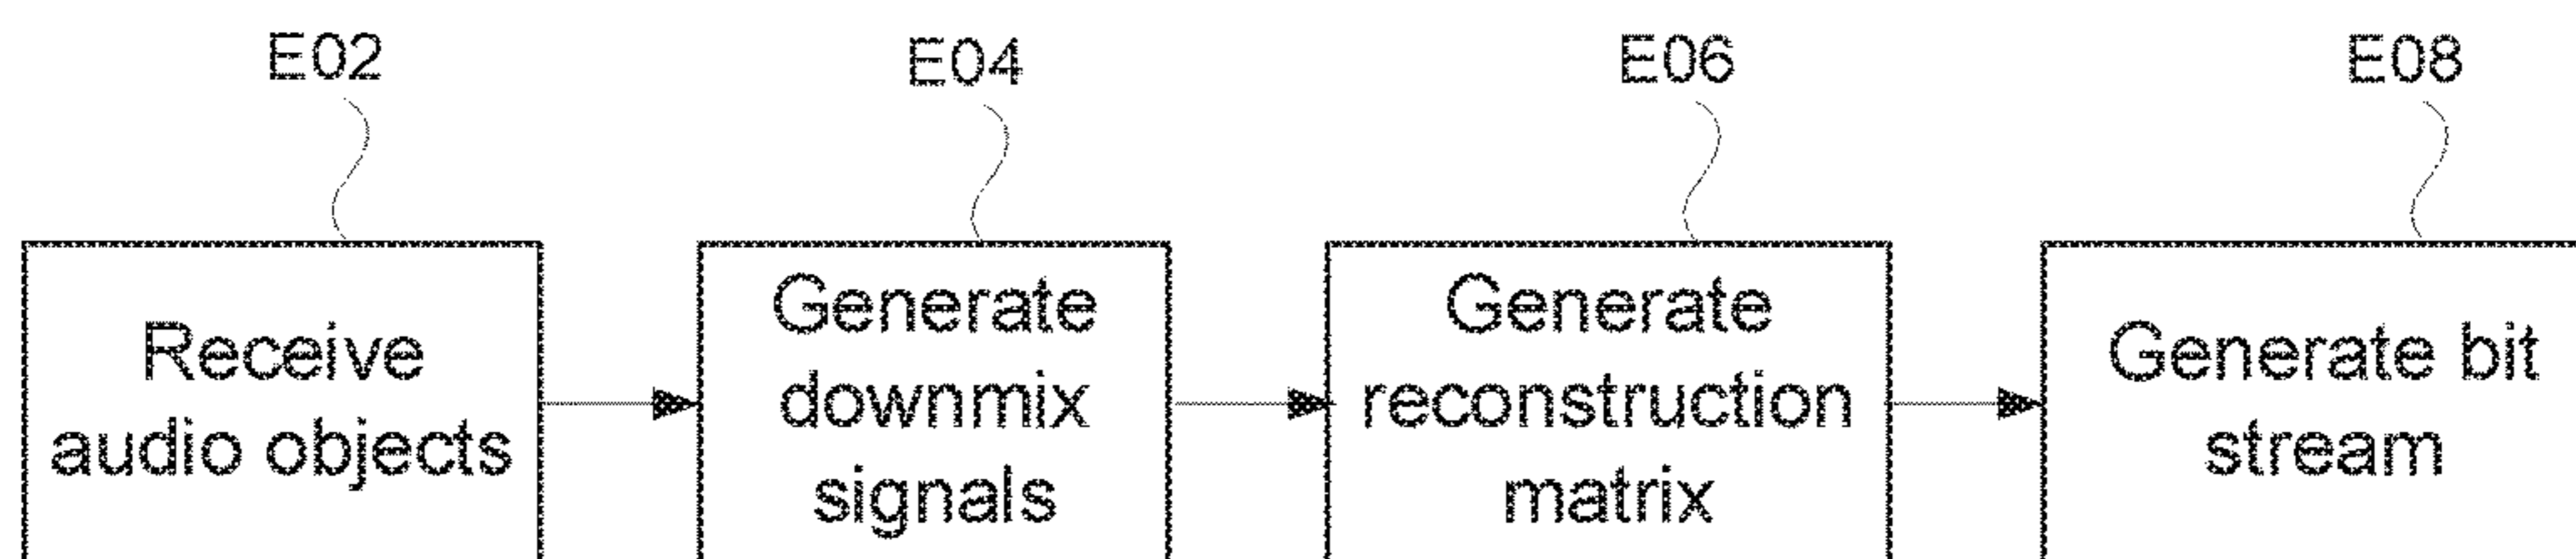 E02
E04
E06
E08
Receive
audio objects
Generate
downmix
signals
Generate
reconstruction
matrix
Generate bit
stream